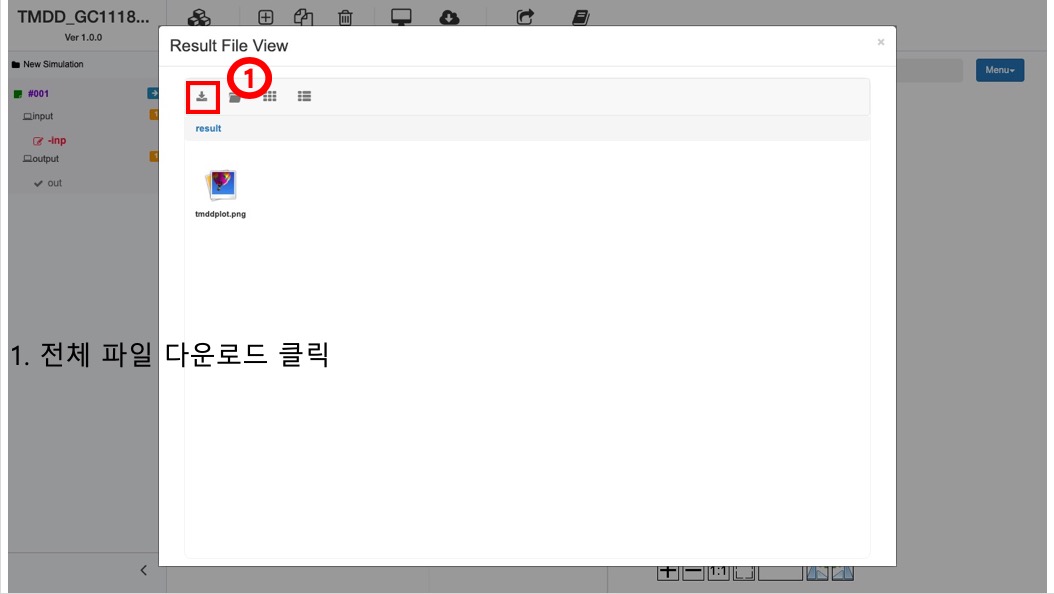 TMDD_GC1118...
Ver 1.0.0
New Simulation
#001
input
-inp
output
out
Result File View
×
1
result
tmddplot.png
1. 전체 파일 다운로드 클릭
Menu
1:1